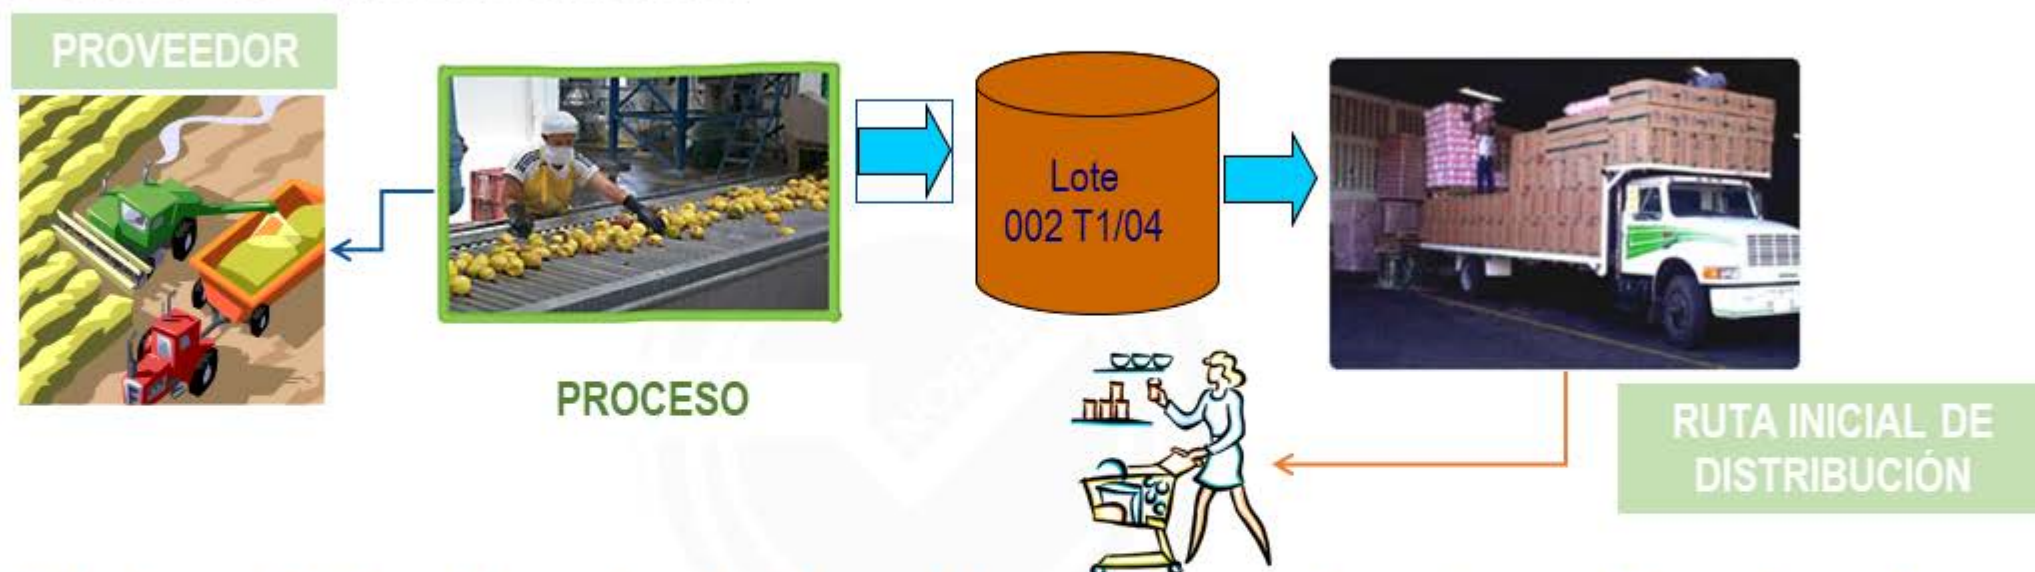 PROVEEDOR
Lote
002 T1/04
PROCESO
RUTA INICIAL DE
DISTRIBUCIÓN